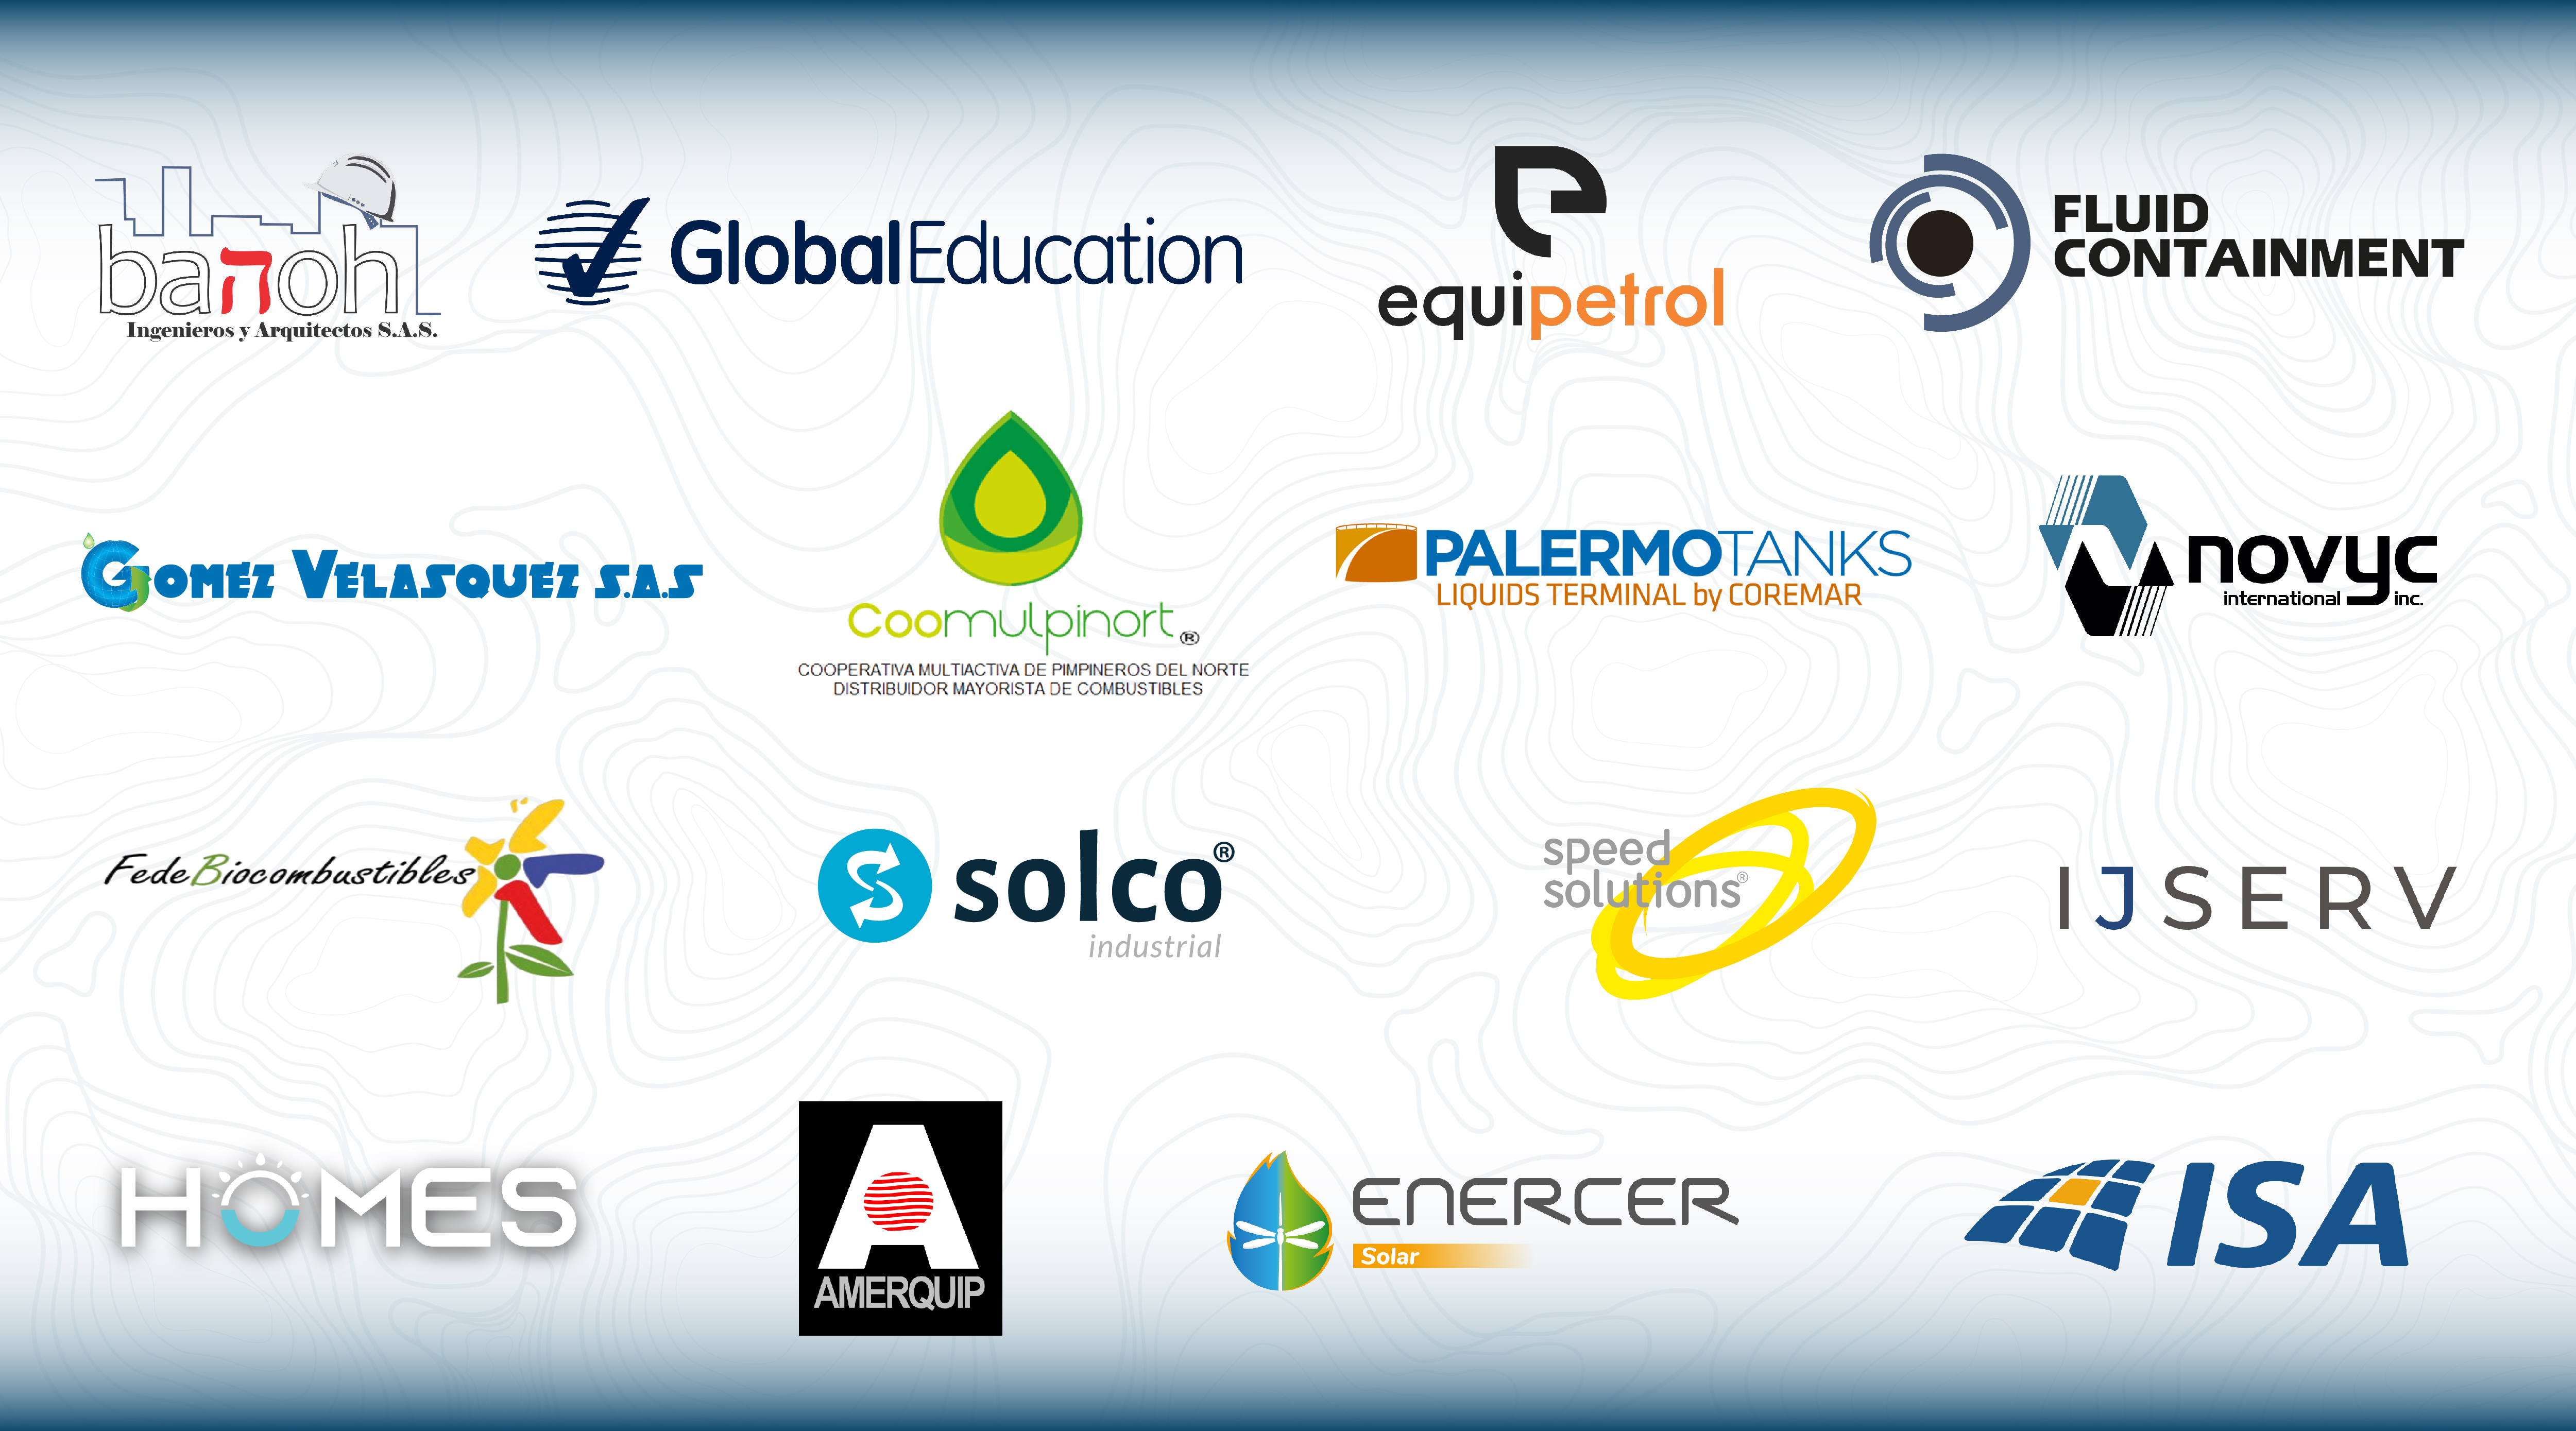 baהoh
Ingenieros y Arquitectos S.A.S.
GlobalEducation
equipetrol
FLUID
CONTAINMENT
GOMEZ VELASQUEZ S.A.S
Coomulpinort®
COOPERATIVA MULTIACTIVA DE PIMPINEROS DEL NORTE
DISTRIBUIDOR MAYORISTA DE COMBUSTIBLES
PALERMOTANKS
LIQUIDS TERMINAL by COREMAR
novyc
international inc.
FedeBiocombustibles
solco®
industrial
speed
solutions®
IJSERV
HOMES
AMERQUIP
ENERCER
Solar
ISA